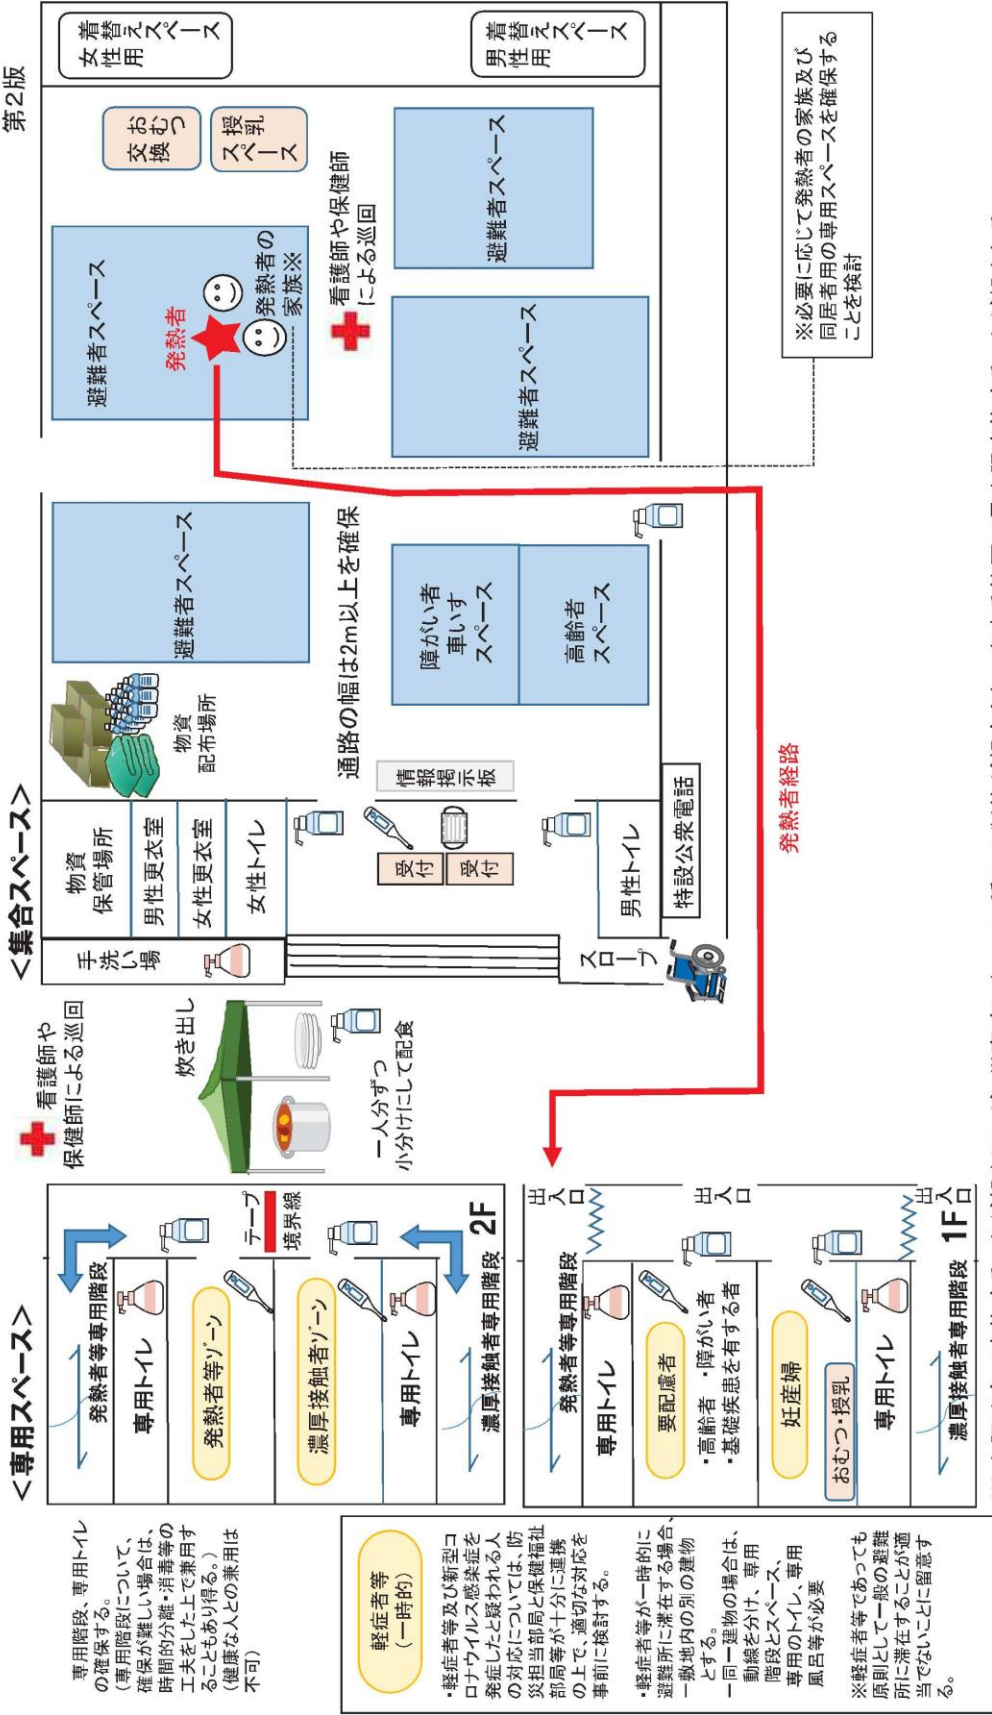 第2版
<専用スペース>
<集合スペース>
専用階段、専用トイレ
の確保する。
(専用階段について、
確保が難しい場合は、
時間的分離・消毒等の
工夫をした上で兼用す
ることもあり得る。)
(健康な人との兼用は
不可)
発熱者等専用階段
専用トイレ
発熱者等ゾーン
濃厚接触者ゾーン
専用トイレ
濃厚接触者専用階段
テープ
境界線
2F
看護師や
保健師による巡回
炊き出し
一人分ずつ
小分けにして配食
手洗い場
スロープ
物資
保管場所
男性更衣室
女性更衣室
女性トイレ
受付
受付
男性トイレ
特設公衆電話
情報掲示板
物資
配布場所
通路の幅は2m以上を確保
避難者スペース
障がい者
車いす
スペース
高齢者
スペース
避難者スペース
発熱者
発熱者の
家族※
看護師や保健師
による巡回
避難者スペース
避難者スペース
おむつ
交換
授乳
スペース
女性用
着替えスペース
男性用
着替えスペース
発熱者経路
※必要に応じて発熱者の家族及び
同居者用の専用スペースを確保する
ことを検討
軽症者等
(一時的)
・軽症者等及び新型コ
ロナウイルス感染症を
発症したと疑われる人
の対応については、防
災担当部局と保健福祉
部局等が十分に連携
の上で、適切な対応を
事前に検討する。
・軽症者等が一時的に
避難所に滞在する場合、
ー敷地内の別の建物
とする。
ー同一建物の場合は、
動線を分け、専用
階段とスペース、
専用のトイレ、専用
風呂等が必要
※軽症者等であっても
原則として一般の避難
所に滞在することが適
当でないことに留意す
る。
発熱者等専用階段
専用トイレ
要配慮者
・高齢者 ・障がい者
・基礎疾患を有する者
妊産婦
おむつ・授乳
専用トイレ
濃厚接触者専用階段
出入口
出入口
出入口
1F